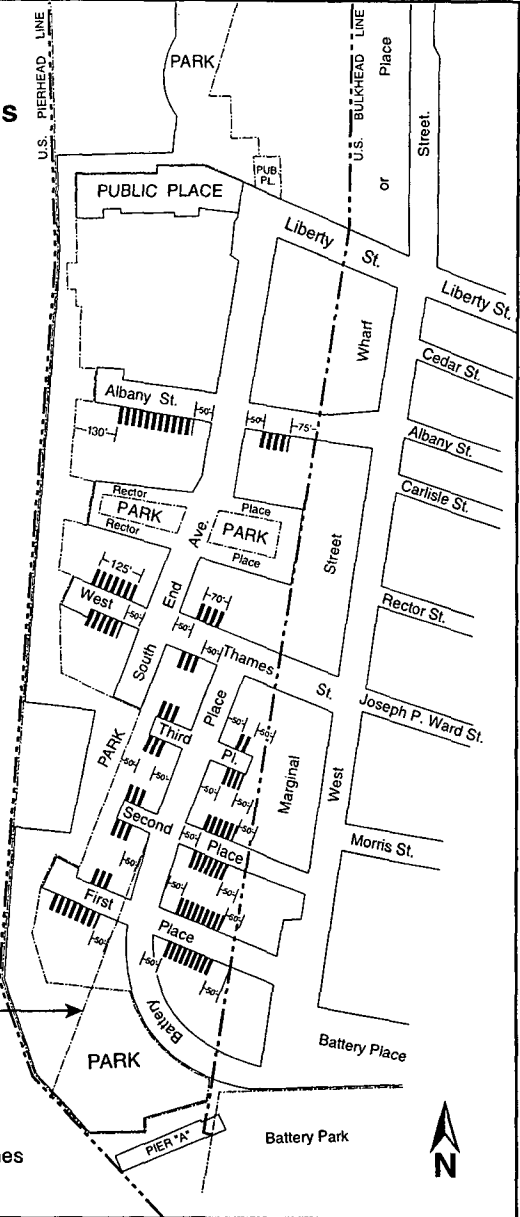 U.S. PIERHEAD LINE
PARK
U.S. BULKHEAD LINE
Place
or
Street.
s
PUB.
PL.
PUBLIC PLACE
Liberty St.
Liberty St.
Wharf
Cedar St.
Albany St.
-50'-
-50'-
-75'-
-130'-
Albany St.
Carlisle St.
Rector Place
PARK
PARK
Rector Place
Street
-125'-
-70'-
West
-50'-
-50'-
-50'-
South End Ave.
Rector St.
Thames St.
Joseph P. Ward St.
Place
PARK
-50'-
-50'-
Third Pl.
-50'-
-50'-
-50'-
-50'-
-50'-
Marginal
West
Second Place
-50'-
Morris St.
-50'-
-50'-
-50'-
First Place
-50'-
-50'-
-50'-
-50'-
Battery
Battery Place
PARK
PIER "A"
Battery Park
N
nes